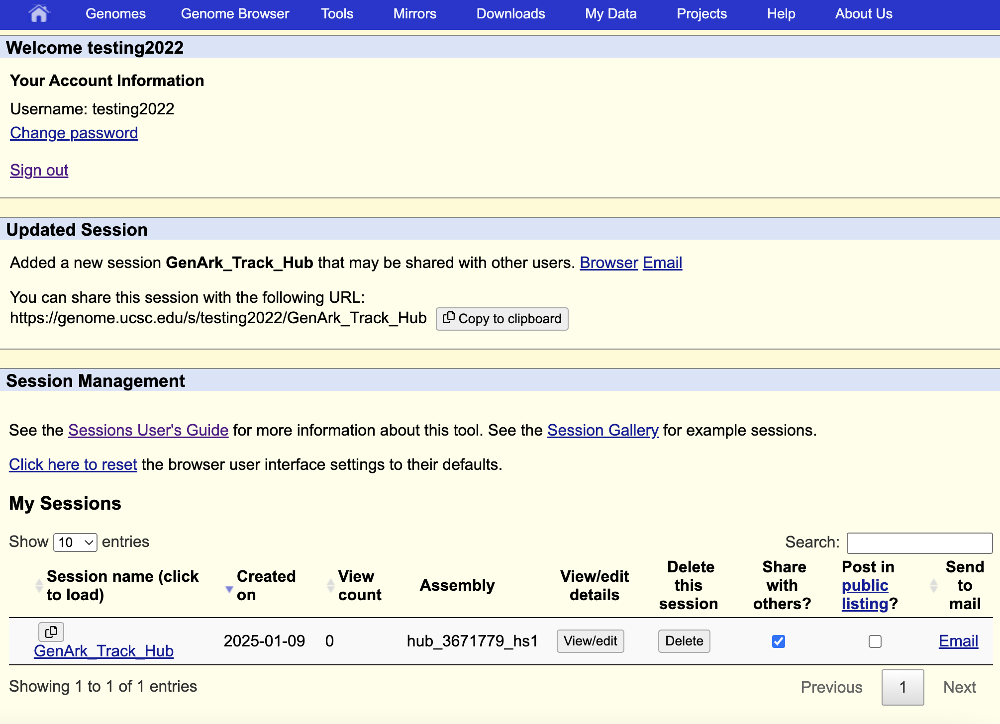 Genomes Genome Browser Tools Mirrors Downloads My Data Projects Help About Us
Welcome testing2022
Your Account Information
Username: testing2022
Change password
Sign out
Updated Session
Added a new session GenArk_Track_Hub that may be shared with other users. Browser Email
You can share this session with the following URL:
https://genome.ucsc.edu/s/testing2022/GenArk_Track_Hub Copy to clipboard
Session Management
See the Sessions User's Guide for more information about this tool. See the Session Gallery for example sessions.
Click here to reset the browser user interface settings to their defaults.
My Sessions
Show 10 entries Search:
Session name (click to load) Created on View count Assembly View/edit details Delete this session Share with others? Post in public listing? Send to mail
GenArk_Track_Hub 2025-01-09 0 hub_3671779_hs1 View/edit Delete Email
Showing 1 to 1 of 1 entries Previous 1 Next